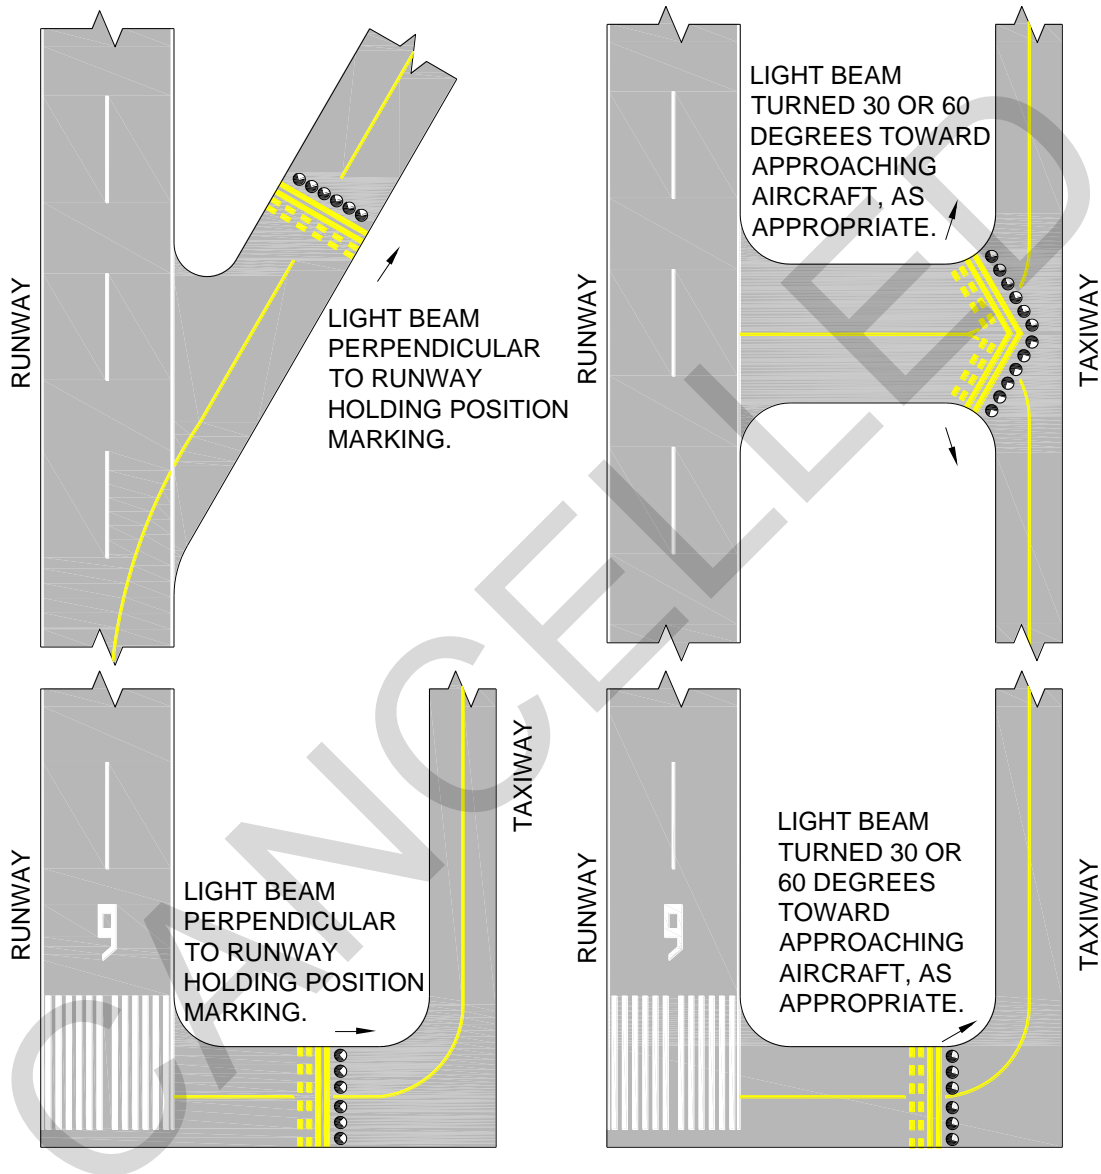 LIGHT BEAM
TURNED 30 OR 60
DEGREES TOWARD
APPROACHING
AIRCRAFT, AS
APPROPRIATE.
RUNWAY
LIGHT BEAM
PERPENDICULAR
TO RUNWAY
HOLDING POSITION
MARKING.
RUNWAY
TAXIWAY
RUNWAY
9
LIGHT BEAM
PERPENDICULAR
TO RUNWAY
HOLDING POSITION
MARKING.
TAXIWAY
RUNWAY
9
LIGHT BEAM
TURNED 30 OR
60 DEGREES
TOWARD
APPROACHING
AIRCRAFT, AS
APPROPRIATE.
TAXIWAY
CANCELLED